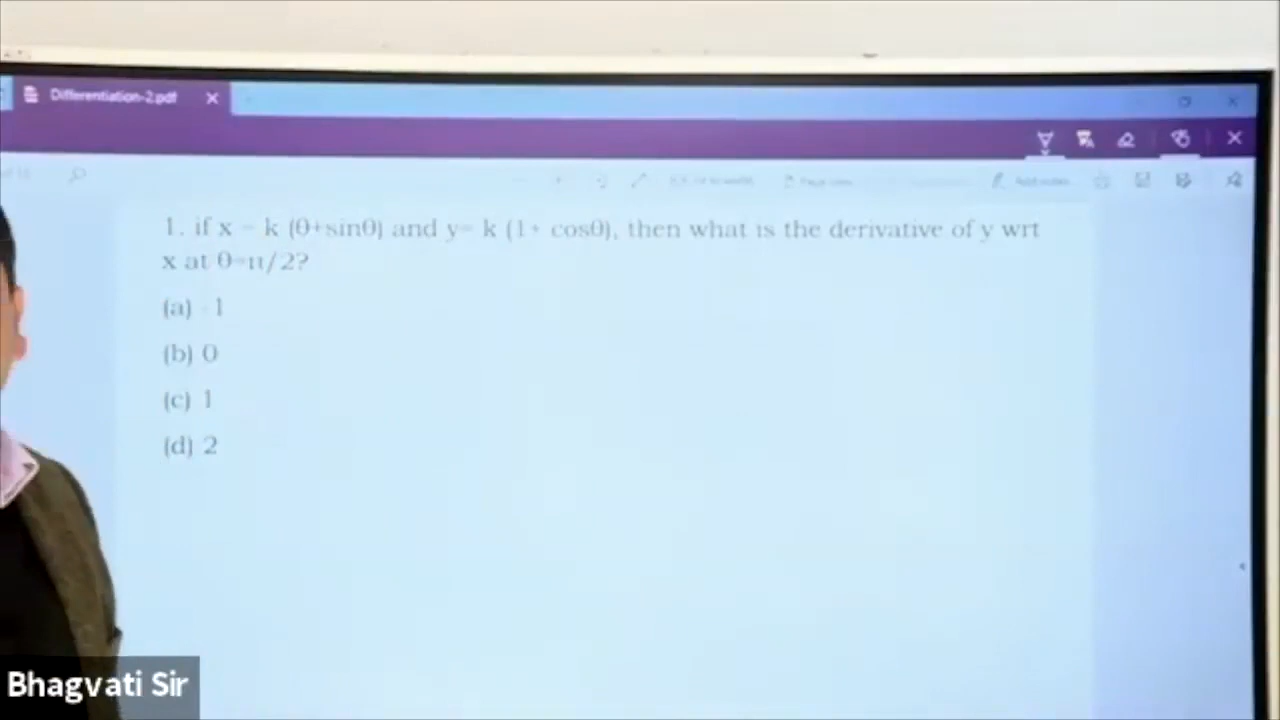 Differentiation-2.pdf
1. if x = k (θ+sinθ) and y= k (1+ cosθ), then what is the derivative of y wrt
x at θ=π/2?
(a) -1
(b) 0
(c) 1
(d) 2
Bhagvati Sir